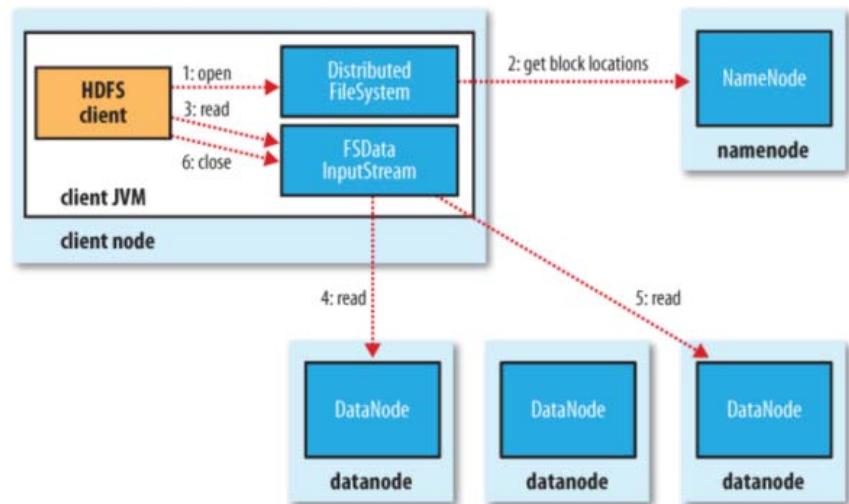 1: open
Distributed
FileSystem
2: get block locations
NameNode
HDFS
client
3: read
namenode
6: close
FSData
InputStream
client JVM
client node
4: read
5: read
DataNode
DataNode
DataNode
datanode
datanode
datanode